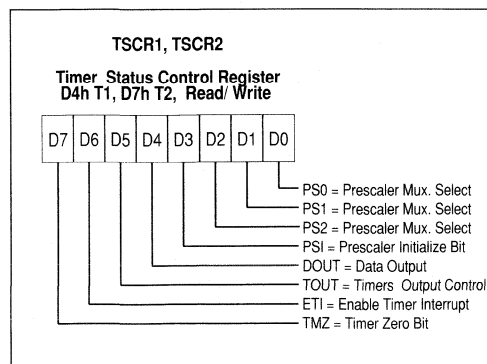 TSCR1, TSCR2
Timer Status Control Register
D4h T1, D7h T2, Read/ Write
D7 D6 D5 D4 D3 D2 D1 D0
PS0 = Prescaler Mux. Select
PS1 = Prescaler Mux. Select
PS2 = Prescaler Mux. Select
PSI = Prescaler Initialize Bit
DOUT = Data Output
TOUT = Timers Output Control
ETI = Enable Timer Interrupt
TMZ = Timer Zero Bit